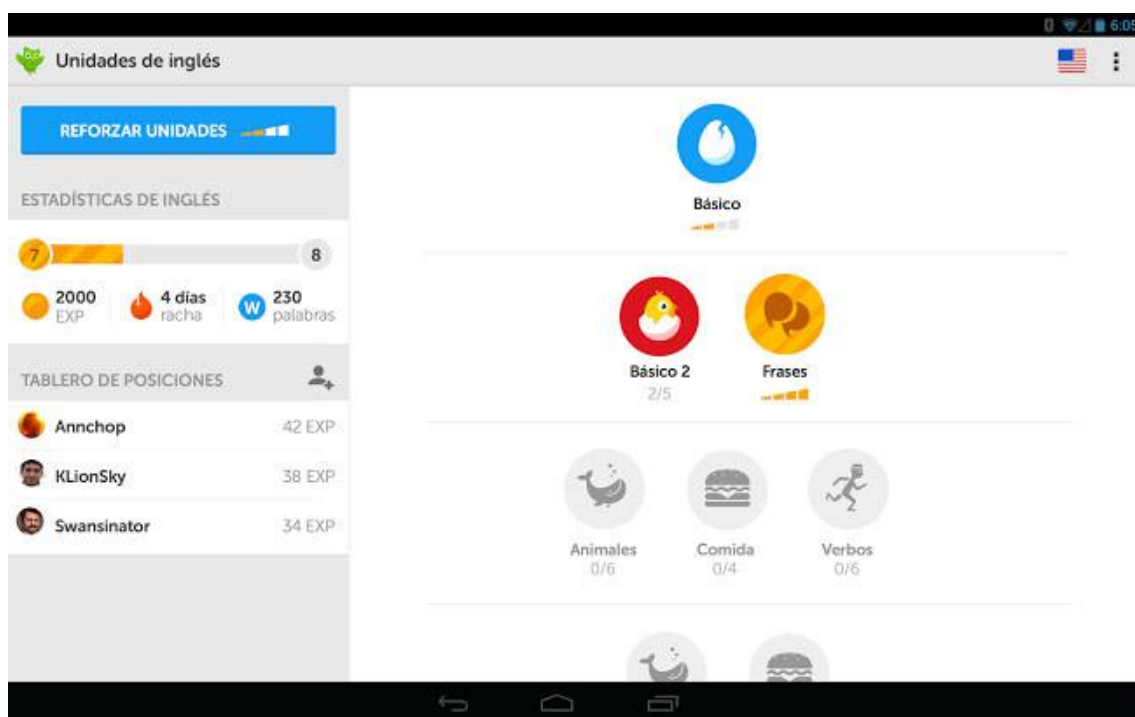 6:05
Unidades de inglés
REFORZAR UNIDADES
ESTADÍSTICAS DE INGLÉS
7 8
2000 EXP
4 días racha
W 230 palabras
TABLERO DE POSICIONES
Annchop 42 EXP
KLionSky 38 EXP
Swansinator 34 EXP
Básico
Básico 2
2/5
Frases
Animales
0/6
Comida
0/4
Verbos
0/6